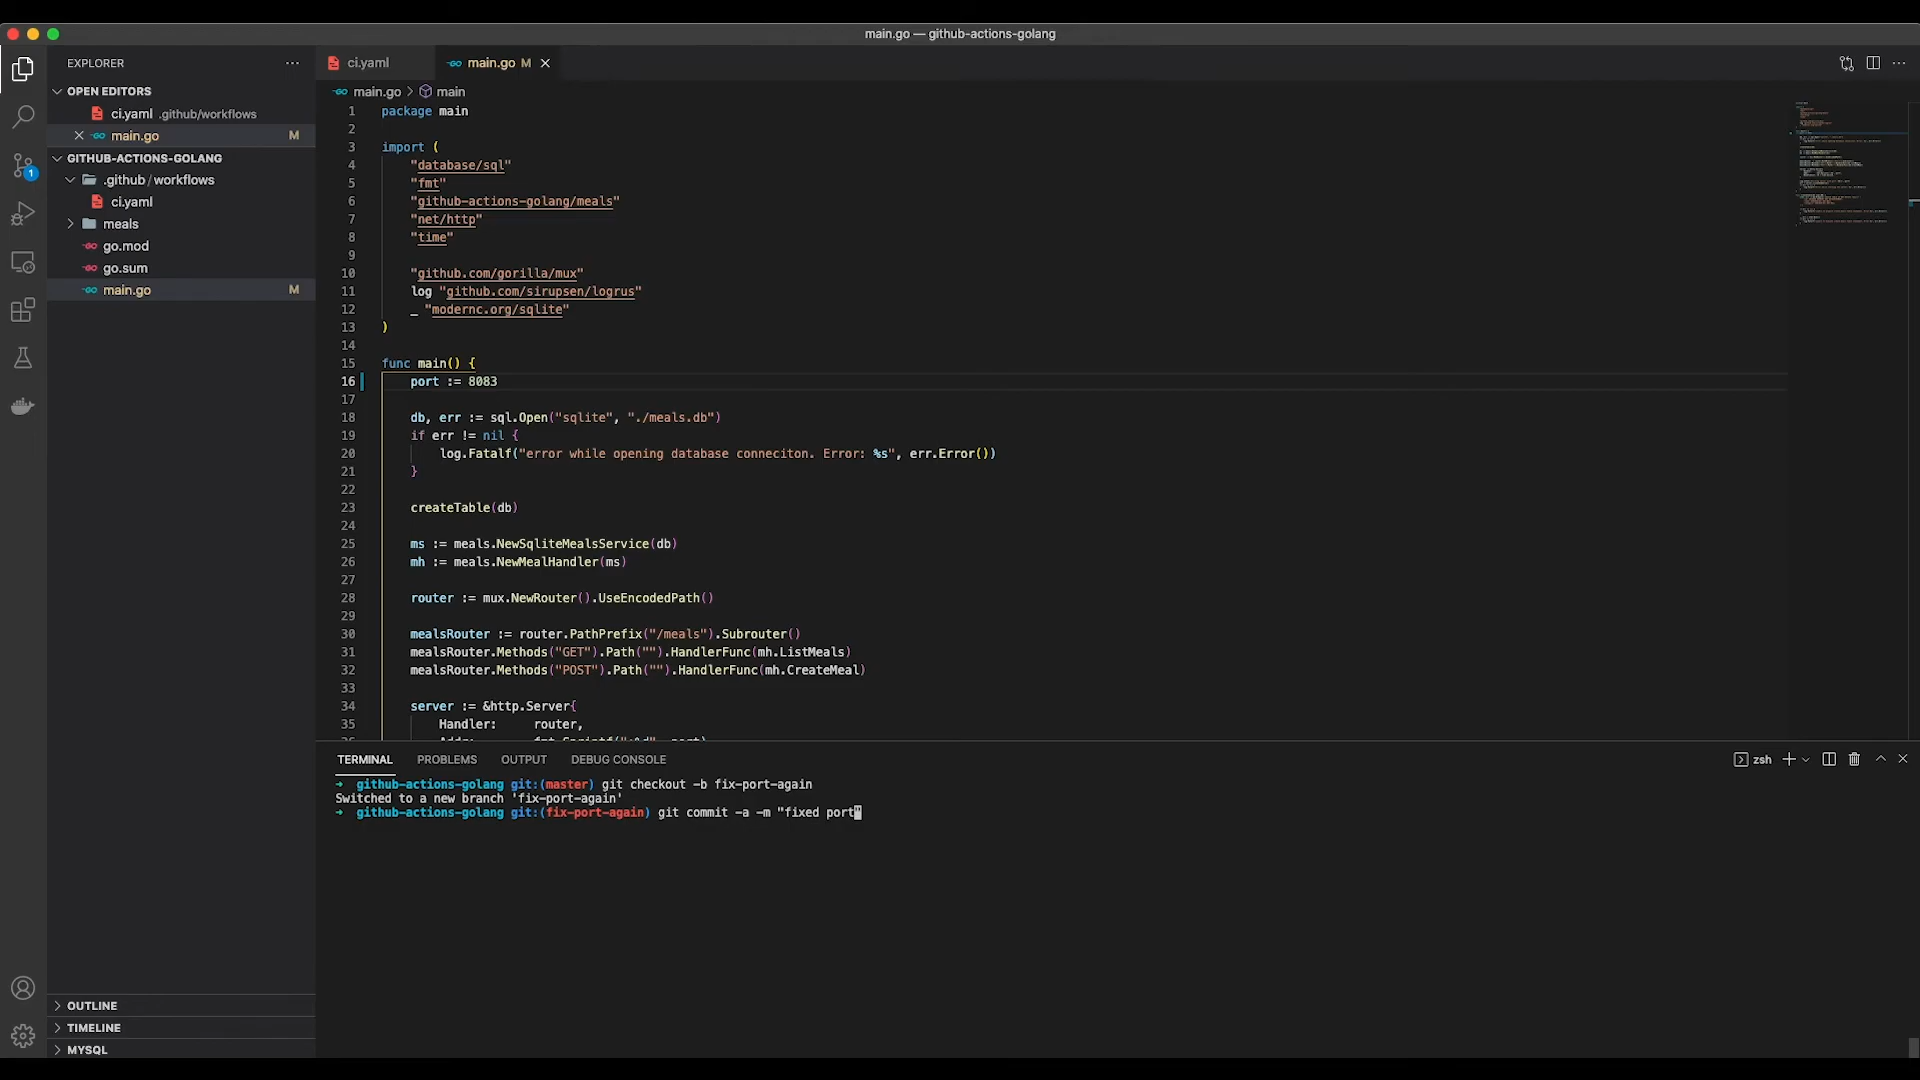 main.go — github-actions-golang
EXPLORER
OPEN EDITORS
ci.yaml .github/workflows
main.go M
GITHUB-ACTIONS-GOLANG
.github/workflows
ci.yaml
meals
go.mod
go.sum
main.go M
OUTLINE
TIMELINE
MYSQL
1
ci.yaml
main.go M
main.go > main
1 package main
2
3 import (
4 "database/sql"
5 "fmt"
6 "github-actions-golang/meals"
7 "net/http"
8 "time"
9
10 "github.com/gorilla/mux"
11 log "github.com/sirupsen/logrus"
12 _ "modernc.org/sqlite"
13 )
14
15 func main() {
16 port := 8083
17
18 db, err := sql.Open("sqlite", "./meals.db")
19 if err != nil {
20 log.Fatalf("error while opening database conneciton. Error: %s", err.Error())
21 }
22
23 createTable(db)
24
25 ms := meals.NewSqliteMealsService(db)
26 mh := meals.NewMealHandler(ms)
27
28 router := mux.NewRouter().UseEncodedPath()
29
30 mealsRouter := router.PathPrefix("/meals").Subrouter()
31 mealsRouter.Methods("GET").Path("").HandlerFunc(mh.ListMeals)
32 mealsRouter.Methods("POST").Path("").HandlerFunc(mh.CreateMeal)
33
34 server := &http.Server{
35 Handler: router,
TERMINAL PROBLEMS OUTPUT DEBUG CONSOLE
zsh
→ github-actions-golang git:(master) git checkout -b fix-port-again
Switched to a new branch 'fix-port-again'
→ github-actions-golang git:(fix-port-again) git commit -a -m "fixed port"